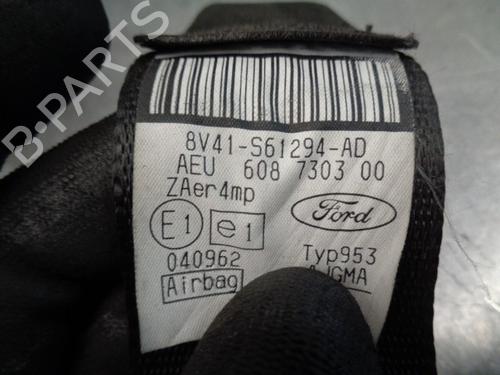 B-PARTS
8V41-S61294-AD
AEU 608 7303 00
ZAer4mp
E1 e1 Ford
040962 Typ953
Airbag